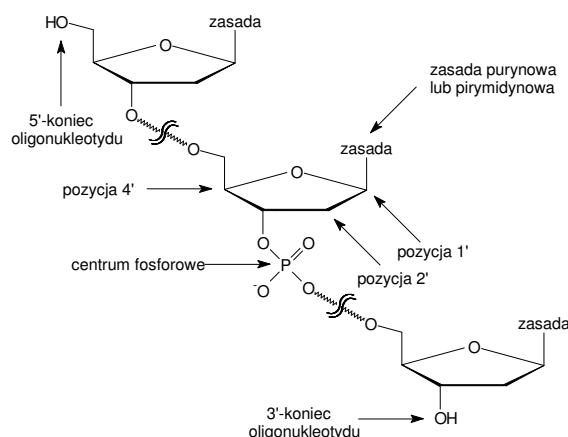 zasada
HO
O
O
5'-koniec
oligonukleotydu
O
zasada purynowa
lub pirymidynowa
zasada
O
pozycja 4'
O
O
pozycja 1'
centrum fosforowe
P
pozycja 2'
-O
O
O
zasada
O
3'-koniec
oligonukleotydu
OH